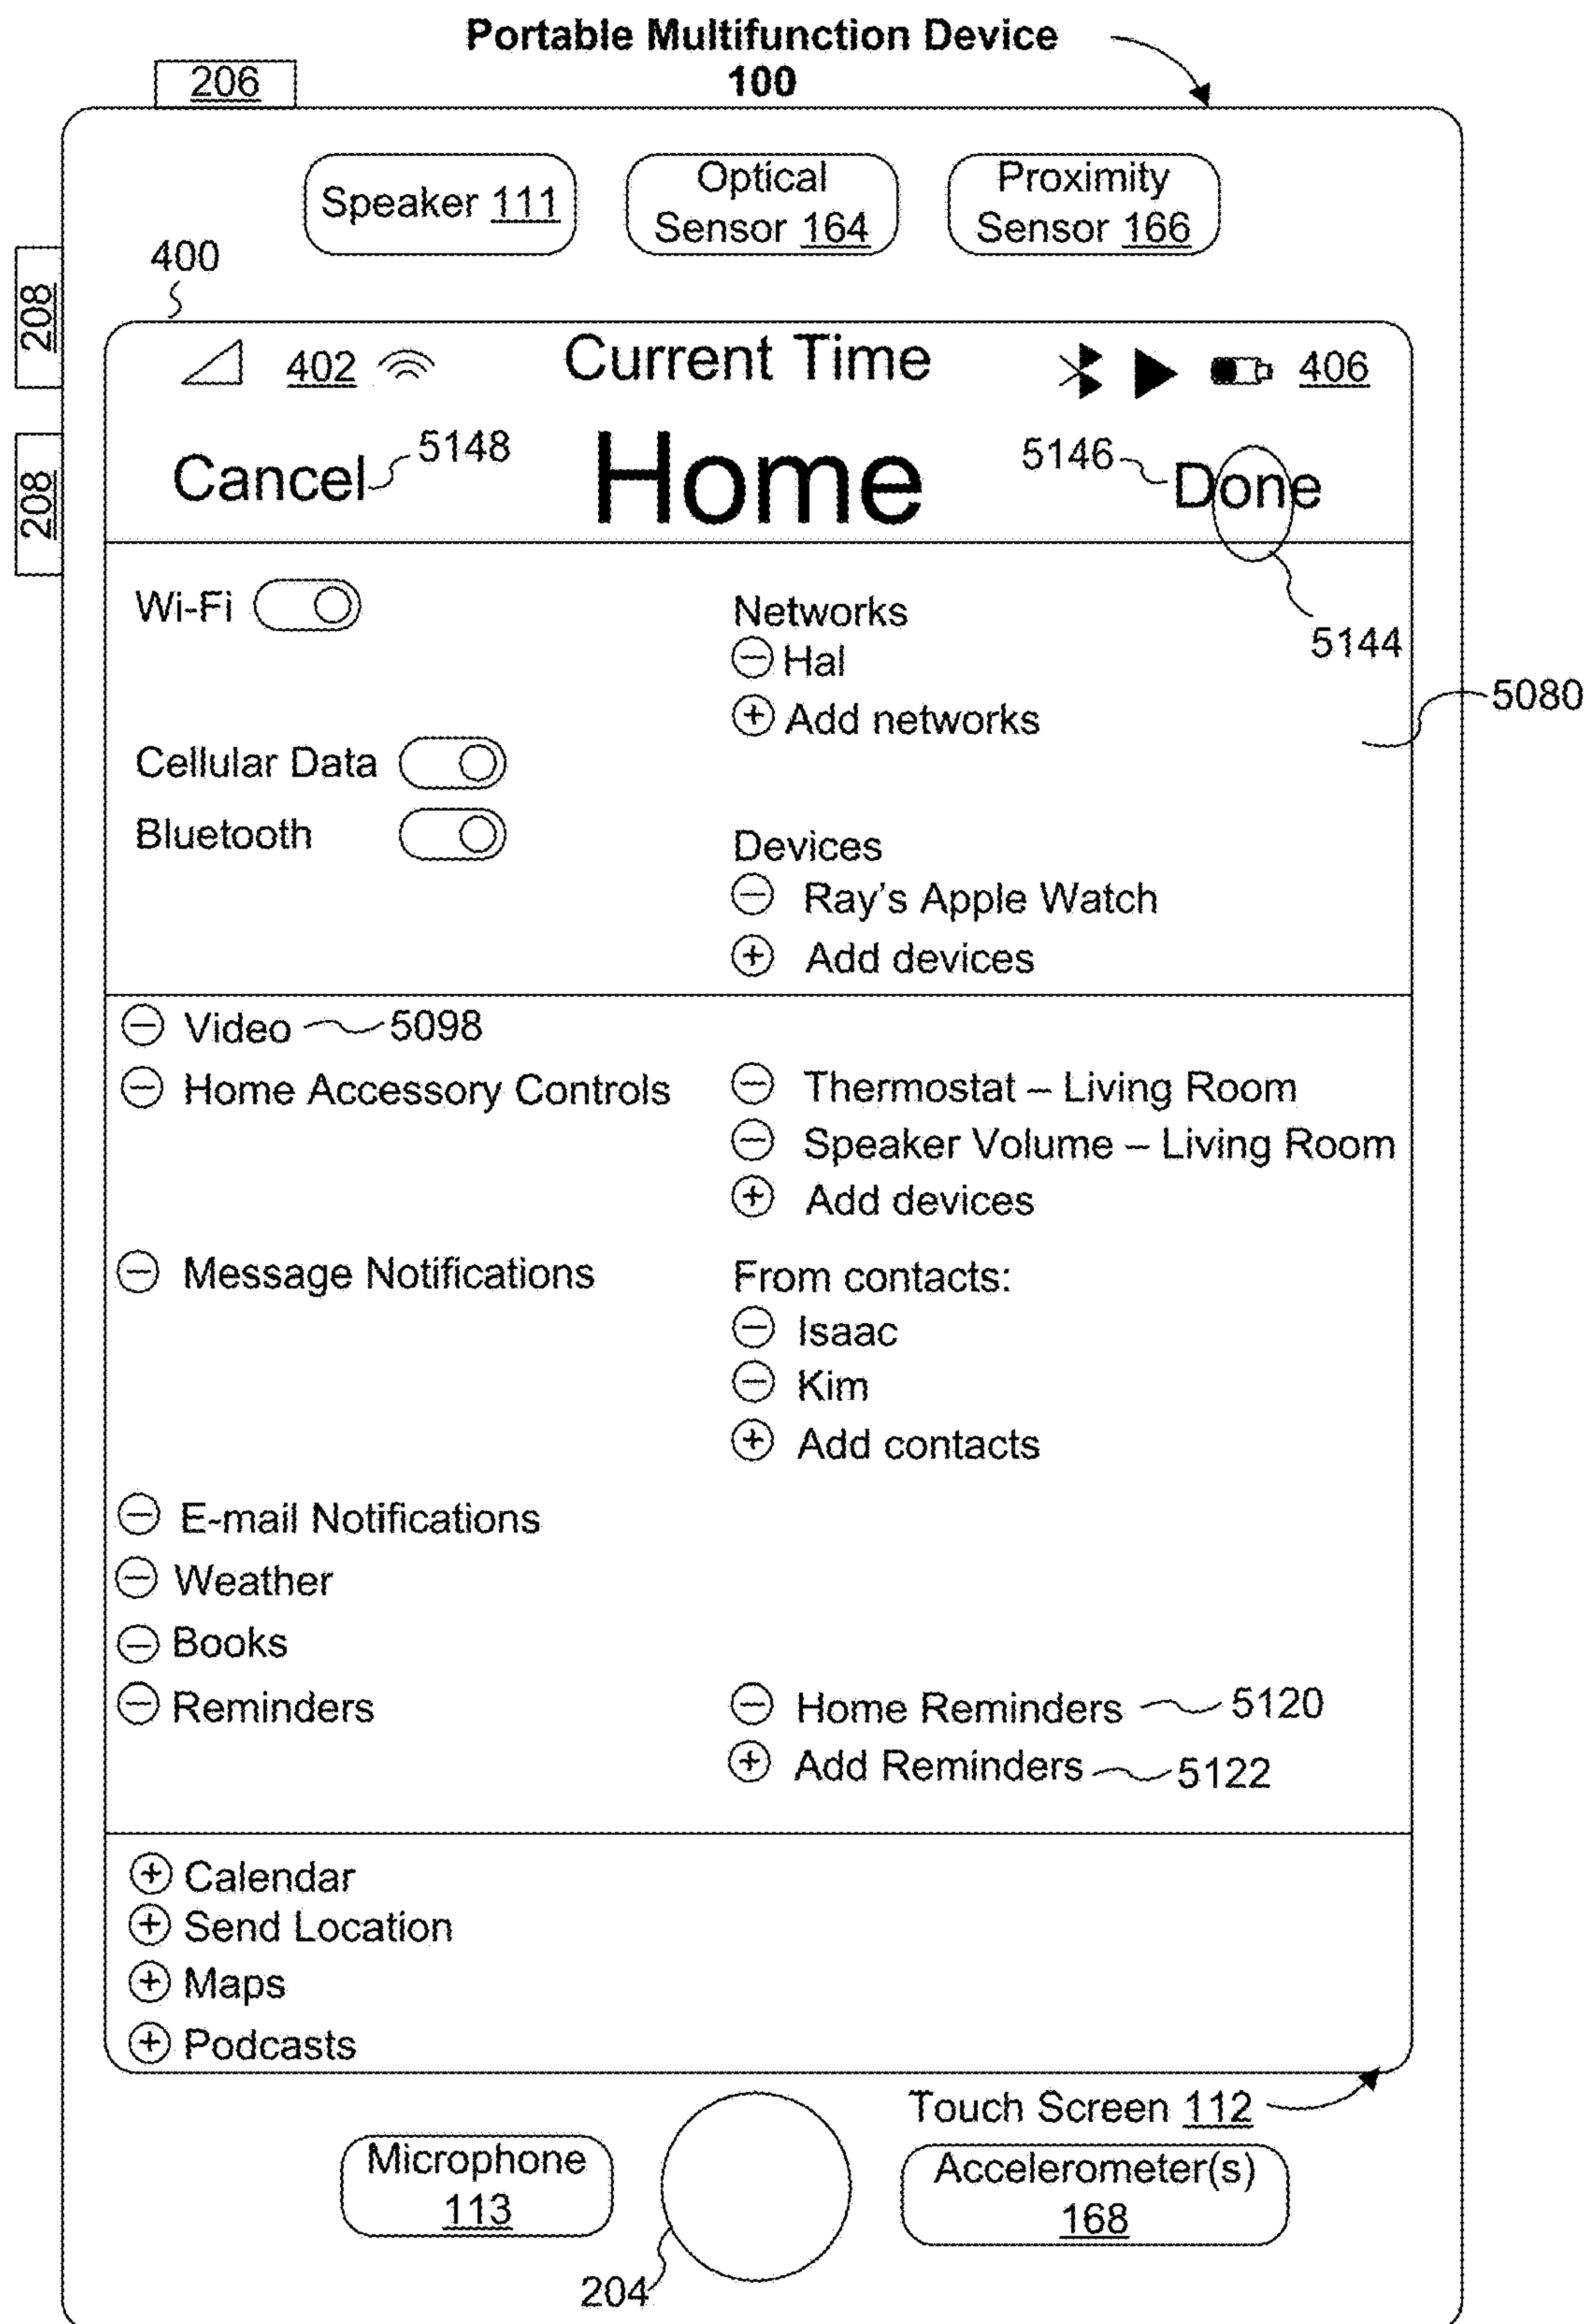 Portable Multifunction Device
100
206
Speaker 111
Optical
Sensor 164
Proximity
Sensor 166
208
208
400
402
Current Time
406
Cancel
5148
Home
5146
Done
5144
5080
Wi-Fi
Networks
Hal
Add networks
Cellular Data
Bluetooth
Devices
Ray's Apple Watch
Add devices
Video 5098
Home Accessory Controls
Thermostat – Living Room
Speaker Volume – Living Room
Add devices
Message Notifications
From contacts:
Isaac
Kim
Add contacts
E-mail Notifications
Weather
Books
Reminders
Home Reminders 5120
Add Reminders 5122
Calendar
Send Location
Maps
Podcasts
Touch Screen 112
Microphone
113
204
Accelerometer(s)
168